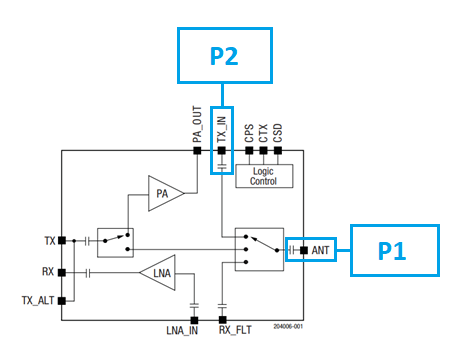 P2
PA_OUT
TX_IN
CPS
CTX
CSD
Logic
Control
PA
TX
ANT
P1
RX
LNA
TX_ALT
204006-001
LNA_IN
RX_FLT